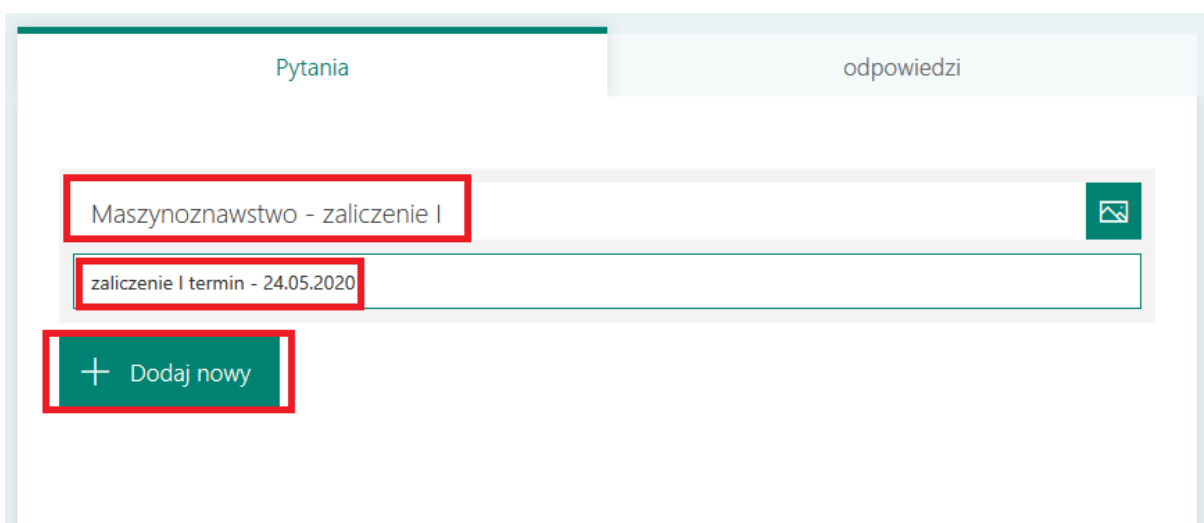 Pytania
odpowiedzi
Maszynoznawstwo - zaliczenie I
zaliczenie I termin - 24.05.2020
Dodaj nowy